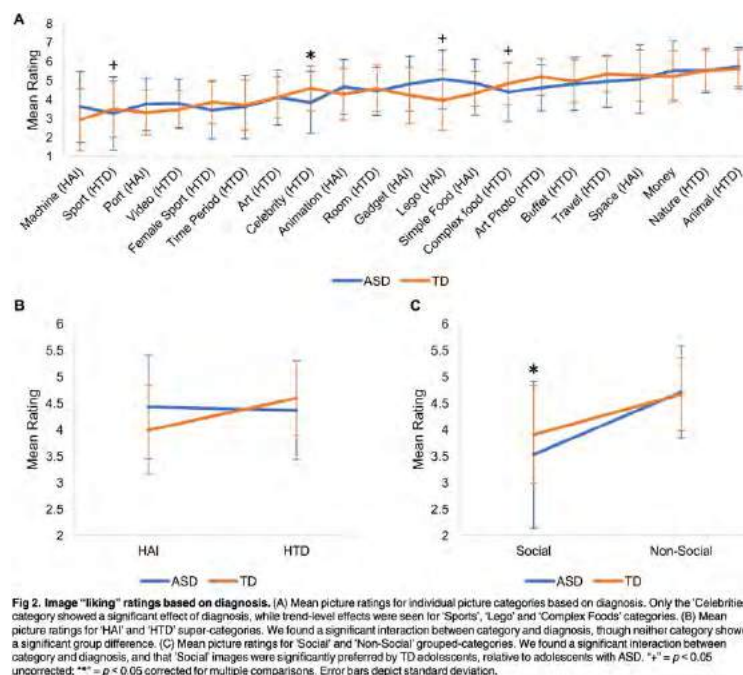 A
8
7
6
5
4
3
2
1
Mean Rating
+
*
+
+
Machine (HAI)
Sport (HTD)
Port (HAI)
Video (HTD)
Female Sport (HTD)
Time Period (HTD)
Art (HTD)
Celebrity (HTD)
Animation (HAI)
Room (HTD)
Gadget (HAI)
Lego (HAI)
Simple Food (HAI)
Complex food (HTD)
Art Photo (HTD)
Buffet (HTD)
Travel (HTD)
Space (HAI)
Money
Nature (HTD)
Animal (HTD)
ASD TD
B
6
5.5
5
4.5
4
3.5
3
2.5
2
Mean Rating
HAI HTD
ASD TD
C
6
5.5
5
4.5
4
3.5
3
2.5
2
Mean Rating
*
Social Non-Social
ASD TD
Fig 2. Image "liking" ratings based on diagnosis. (A) Mean picture ratings for individual picture categories based on diagnosis. Only the 'Celebrities
category showed a significant effect of diagnosis, while trend-level effects were seen for 'Sports', 'Lego' and 'Complex Foods' categories. (B) Mean
picture ratings for 'HAI' and 'HTD' super-categories. We found a significant interaction between category and diagnosis, though neither category show
a significant group difference. (C) Mean picture ratings for 'Social' and 'Non-Social' grouped-categories. We found a significant interaction between
category and diagnosis, and that 'Social' images were significantly preferred by TD adolescents, relative to adolescents with ASD. "+" = p < 0.05
uncorrected; "*" = p < 0.05 corrected for multiple comparisons. Error bars depict standard deviation.